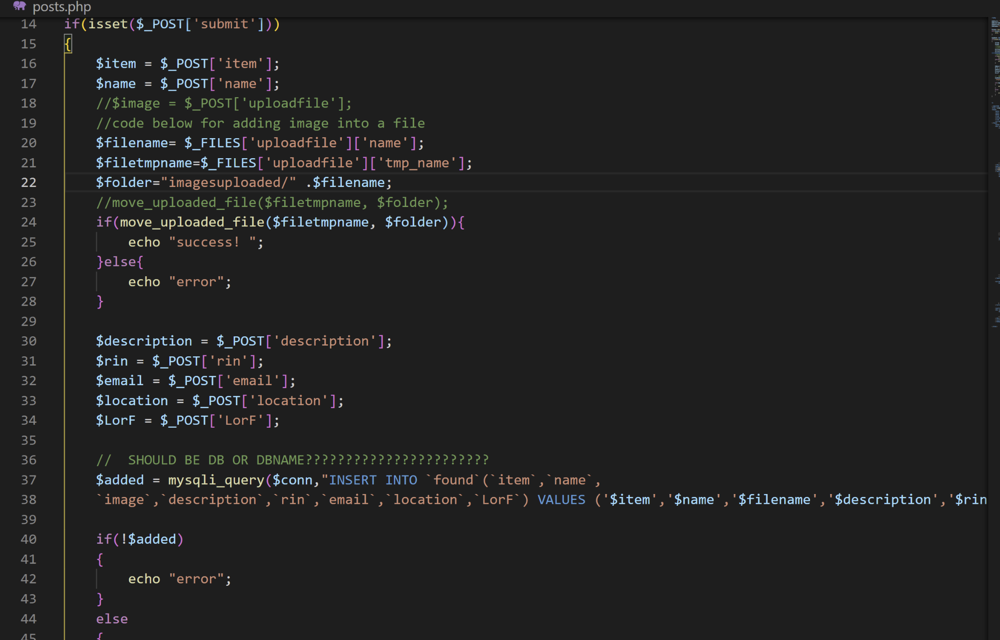 posts.php
14 if(isset($_POST['submit']))
15 {
16 $item = $_POST['item'];
17 $name = $_POST['name'];
18 //$image = $_POST['uploadfile'];
19 //code below for adding image into a file
20 $filename= $_FILES['uploadfile']['name'];
21 $filetmpname=$_FILES['uploadfile']['tmp_name'];
22 $folder="imagesuploaded/" .$filename;
23 //move_uploaded_file($filetmpname, $folder);
24 if(move_uploaded_file($filetmpname, $folder)){
25 echo "success! ";
26 }else{
27 echo "error";
28 }
29
30 $description = $_POST['description'];
31 $rin = $_POST['rin'];
32 $email = $_POST['email'];
33 $location = $_POST['location'];
34 $LorF = $_POST['LorF'];
35
36 //  SHOULD BE DB OR DBNAME???????????????????????
37 $added = mysqli_query($conn,"INSERT INTO `found`(`item`,`name`,
38 `image`,`description`,`rin`,`email`,`location`,`LorF`) VALUES ('$item','$name','$filename','$description','$rin
39
40 if(!$added)
41 {
42 echo "error";
43 }
44 else
45 {